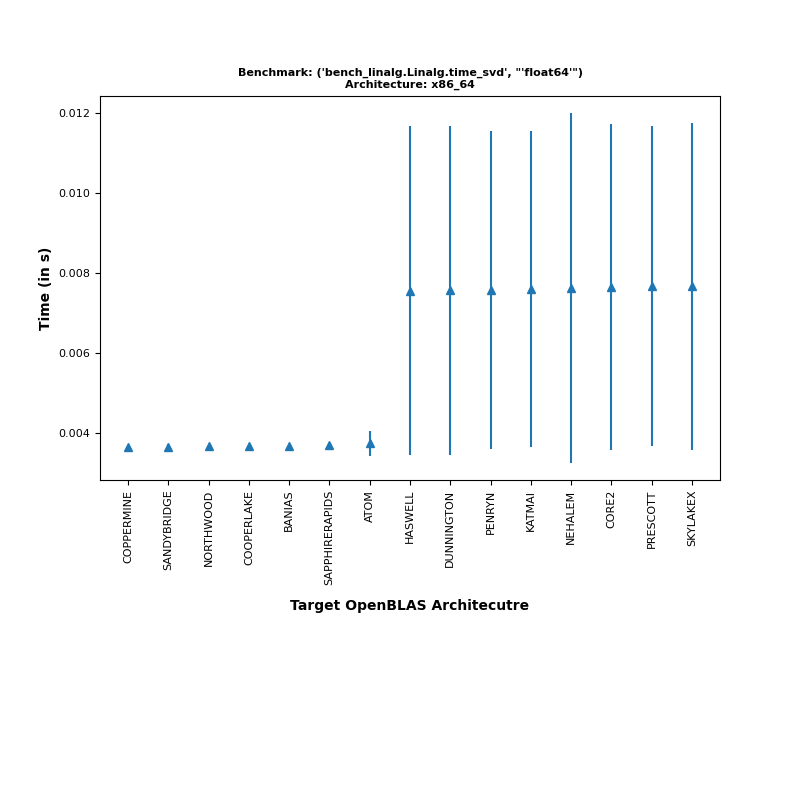 Benchmark: ('bench_linalg.Linalg.time_svd', "'float64'")
Architecture: x86_64
Time (in s)
0.012
0.010
0.008
0.006
0.004
COPPERMINE
SANDYBRIDGE
NORTHWOOD
COOPERLAKE
BANIAS
SAPPHIRERAPIDS
ATOM
HASWELL
DUNNINGTON
PENRYN
KATMAI
NEHALEM
CORE2
PRESCOTT
SKYLAKEX
Target OpenBLAS Architecutre